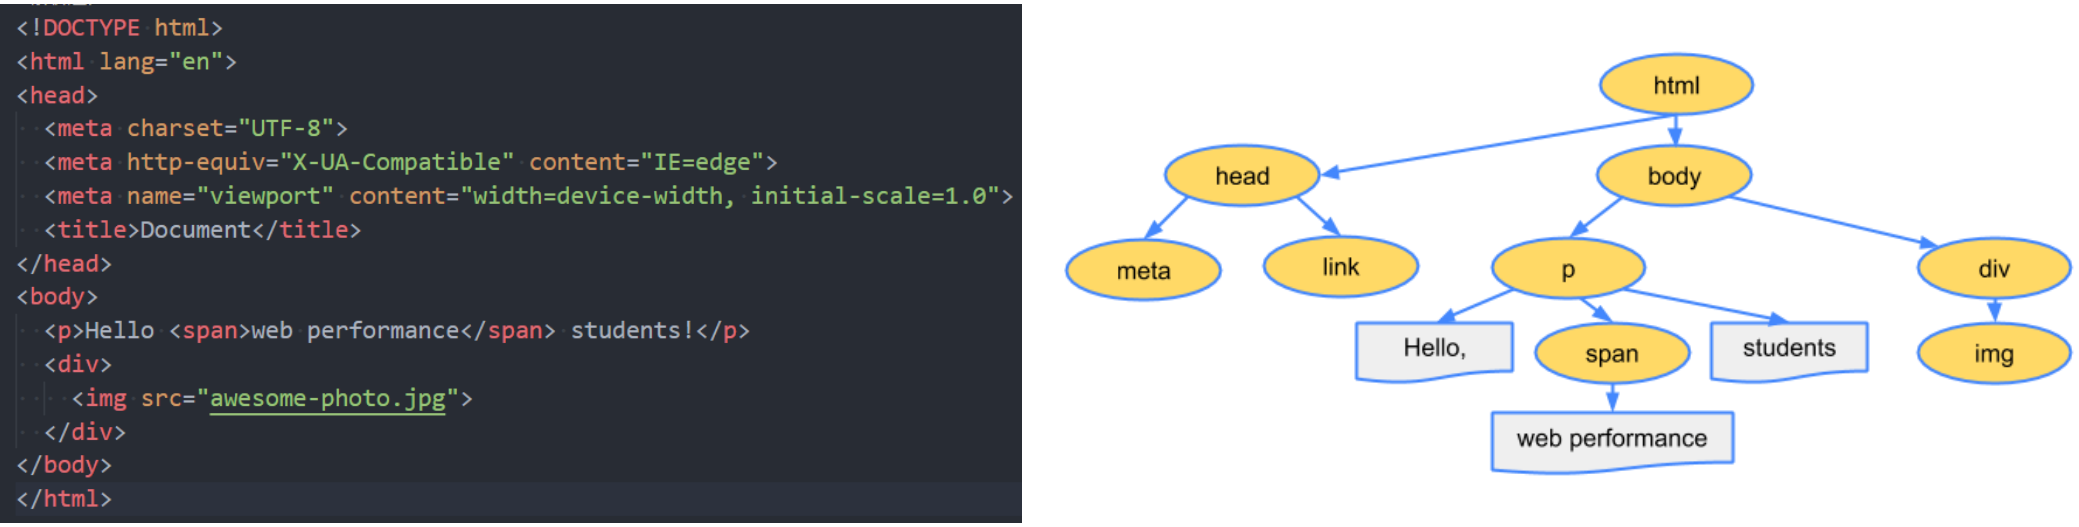 <!DOCTYPE html>
<html lang="en">
<head>
<meta charset="UTF-8">
<meta http-equiv="X-UA-Compatible" content="IE=edge">
<meta name="viewport" content="width=device-width, initial-scale=1.0">
<title>Document</title>
</head>
<body>
<p>Hello <span>web performance</span> students!</p>
<div>
<img src="awesome-photo.jpg">
</div>
</body>
</html>
html
head
body
meta
link
p
div
Hello,
span
students
img
web performance